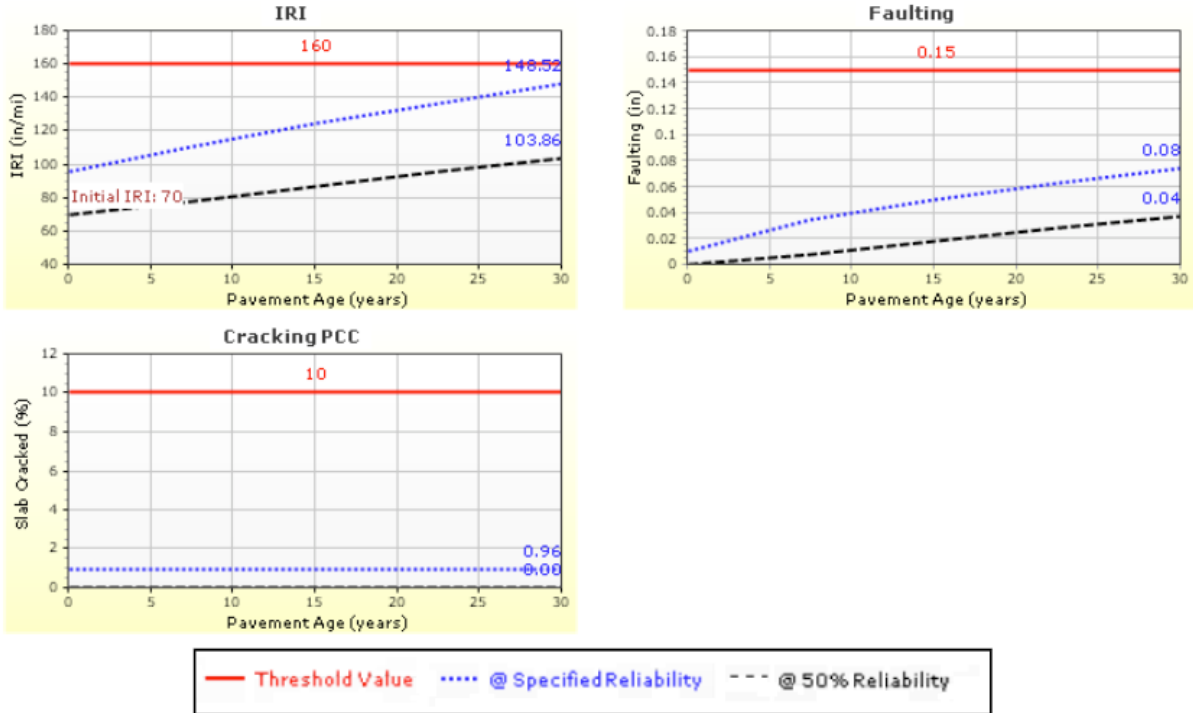 IRI
180
160
140
120
100
80
60
40
IRI (in/mi)
160
148.52
103.86
Initial IRI: 70
0 5 10 15 20 25 30
Pavement Age (years)
Faulting
0.18
0.16
0.14
0.12
0.1
0.08
0.06
0.04
0.02
0
Faulting (in)
0.15
0.08
0.04
0 5 10 15 20 25 30
Pavement Age (years)
Cracking PCC
12
10
8
6
4
2
0
Slab Cracked (%)
10
0.96
0.00
0 5 10 15 20 25 30
Pavement Age (years)
Threshold Value @ Specified Reliability @ 50% Reliability